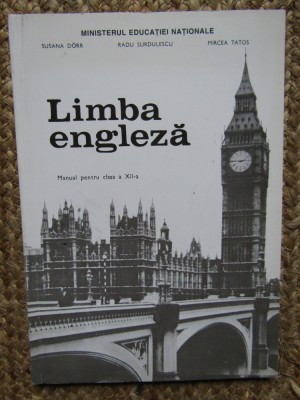 MINISTERUL EDUCAȚIEI NAȚIONALE
SUSANA DÖRR RADU SURDULESCU MIRCEA TATOS
Limba
engleză
Manual pentru clasa a XII-a